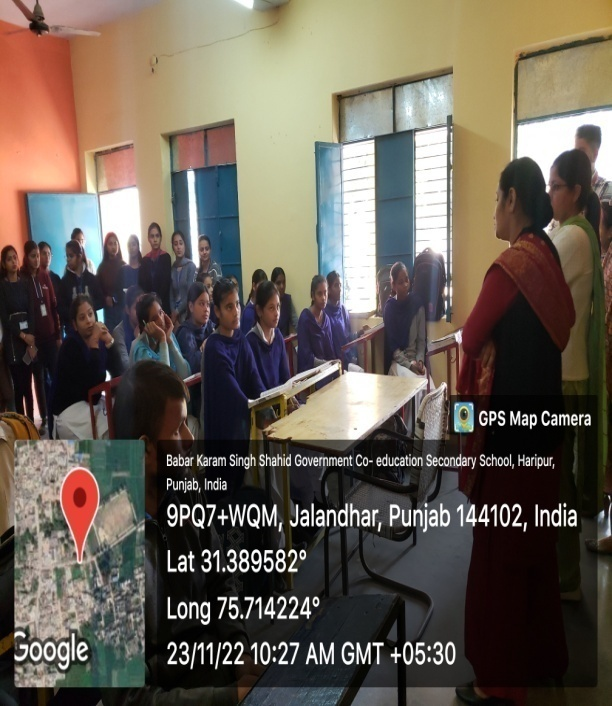 GPS Map Camera
Babar Karam Singh Shahid Government Co- education Secondary School, Haripur,
Punjab, India
9PQ7+WQM, Jalandhar, Punjab 144102, India
Lat 31.389582°
Long 75.714224°
23/11/22 10:27 AM GMT +05:30
Google